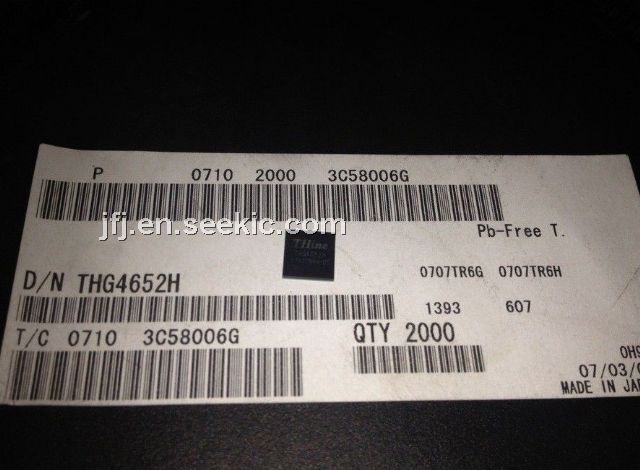 P 0710 2000 3C58006G
jfj.en.seekic.com
Pb-Free T.
THine
D/N THG4652H
0707TR6G 0707TR6H
1393 607
T/C 0710 3C58006G QTY 2000
07/03/
MADE IN